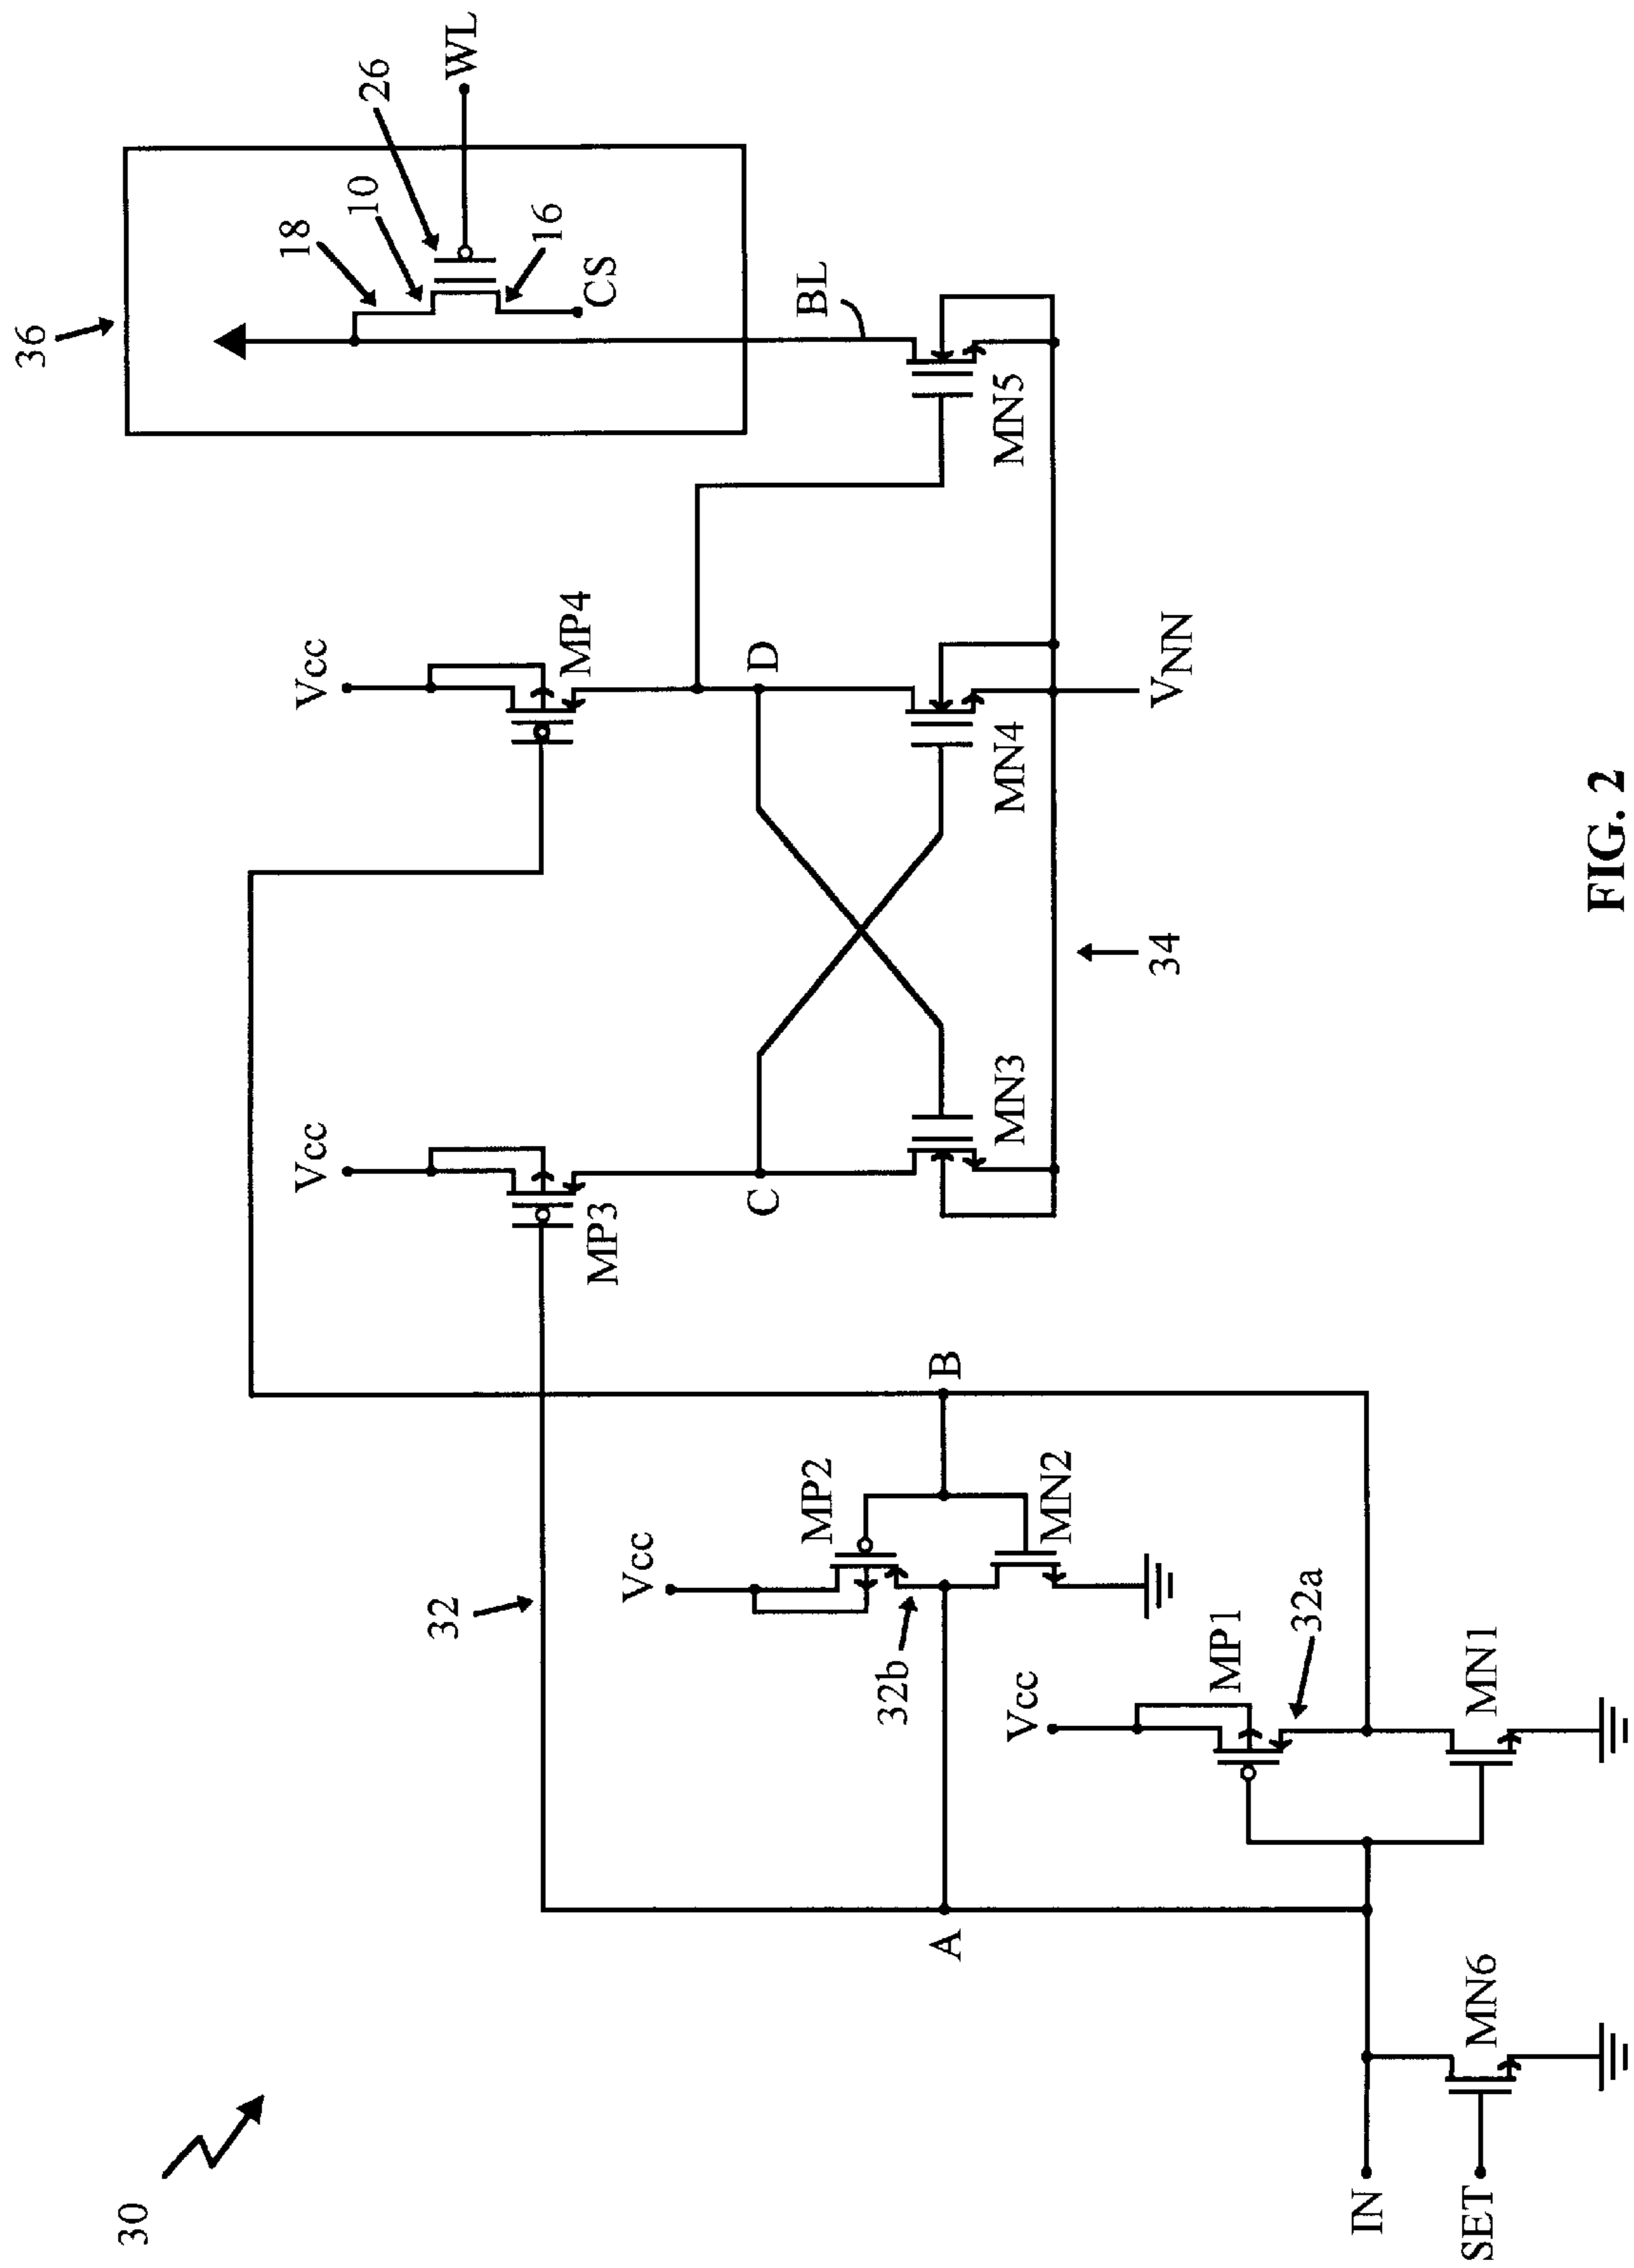 30
36
18
10
26
WL
16
CS
BL
Vcc
MP4
Vcc
MP3
C
D
MN3
MN4
MN5
VNN
34
32
Vcc
MP2
B
32b
MN2
A
Vcc
MP1
32a
MN1
IN
SET
MN6
FIG. 2